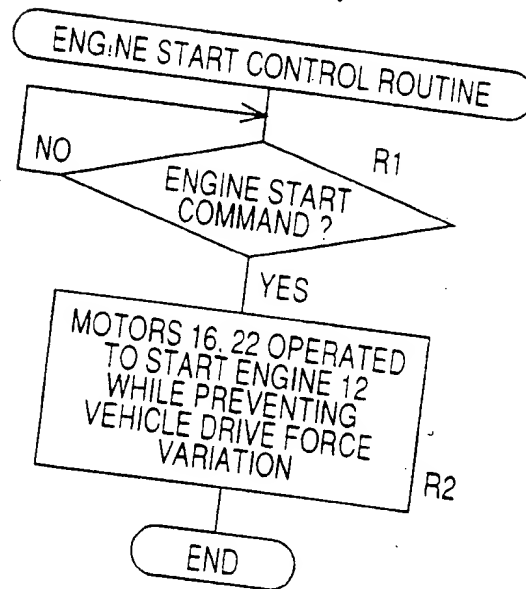 ENGINE START CONTROL ROUTINE
NO
R1
ENGINE START
COMMAND ?
YES
MOTORS 16, 22 OPERATED
TO START ENGINE 12
WHILE PREVENTING
VEHICLE DRIVE FORCE
VARIATION
R2
END